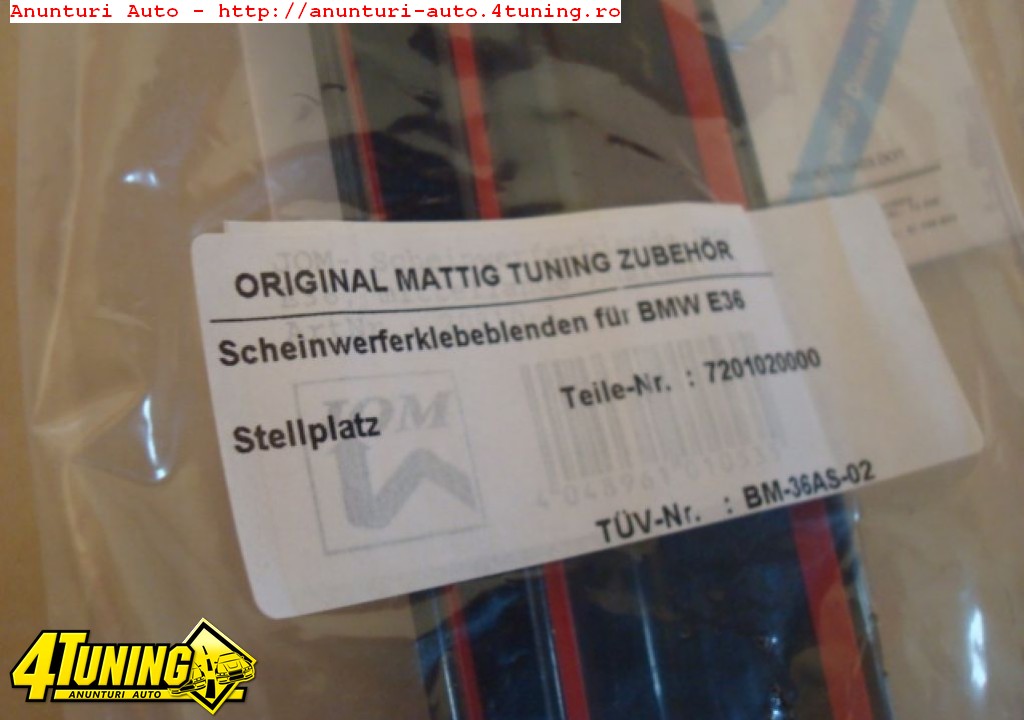 Anunturi Auto - http://anunturi-auto.4tuning.ro
ORIGINAL MATTIG TUNING ZUBEHÖR
Scheinwerferklebeblenden für BMW E36
Teile-Nr. : 7201020000
Stellplatz
JOM
TÜV-Nr. : BM-36AS-02
4TUNING
ANUNTURI AUTO